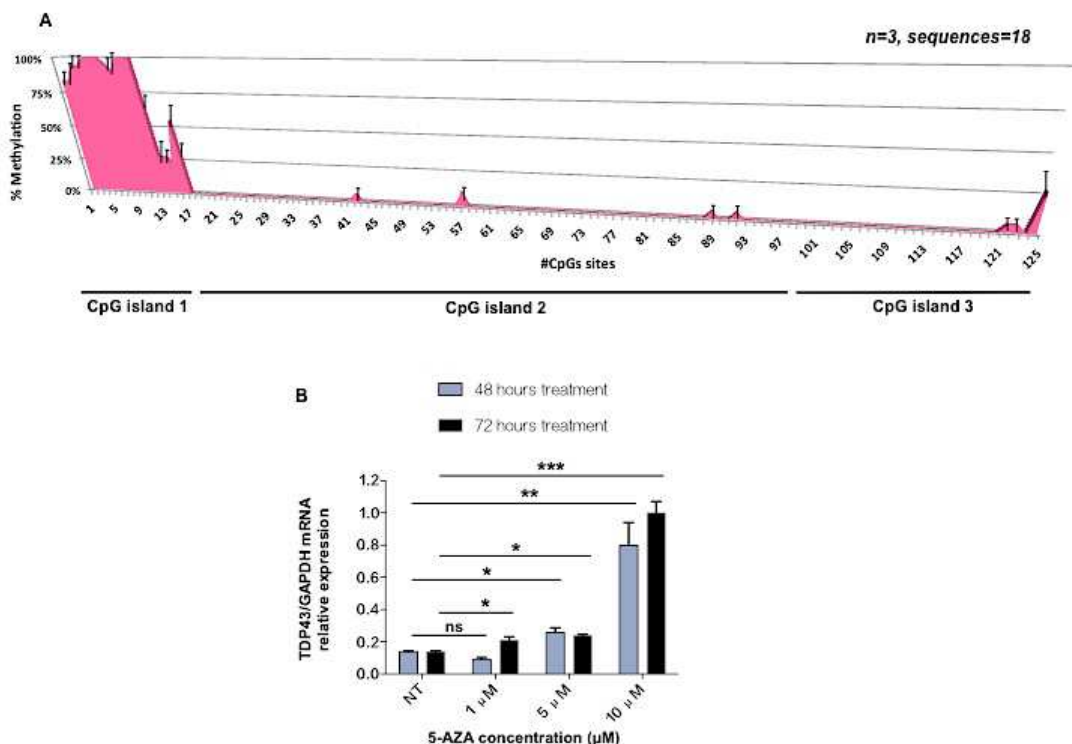 A
n=3, sequences=18
100%
75%
50%
25%
0%
% Methylation
1 5 9 13 17 21 25 29 33 37 41 45 49 53 57 61 65 69 73 77 81 85 89 93 97 101 105 109 113 117 121 125
#CpGs sites
CpG island 1 CpG island 2 CpG island 3
B
48 hours treatment
72 hours treatment
***
**
*
*
*
ns
1.2
1.0
0.8
0.6
0.4
0.2
0.0
TDP43/GAPDH mRNA
relative expression
NT 1 µM 5 µM 10 µM
5-AZA concentration (µM)